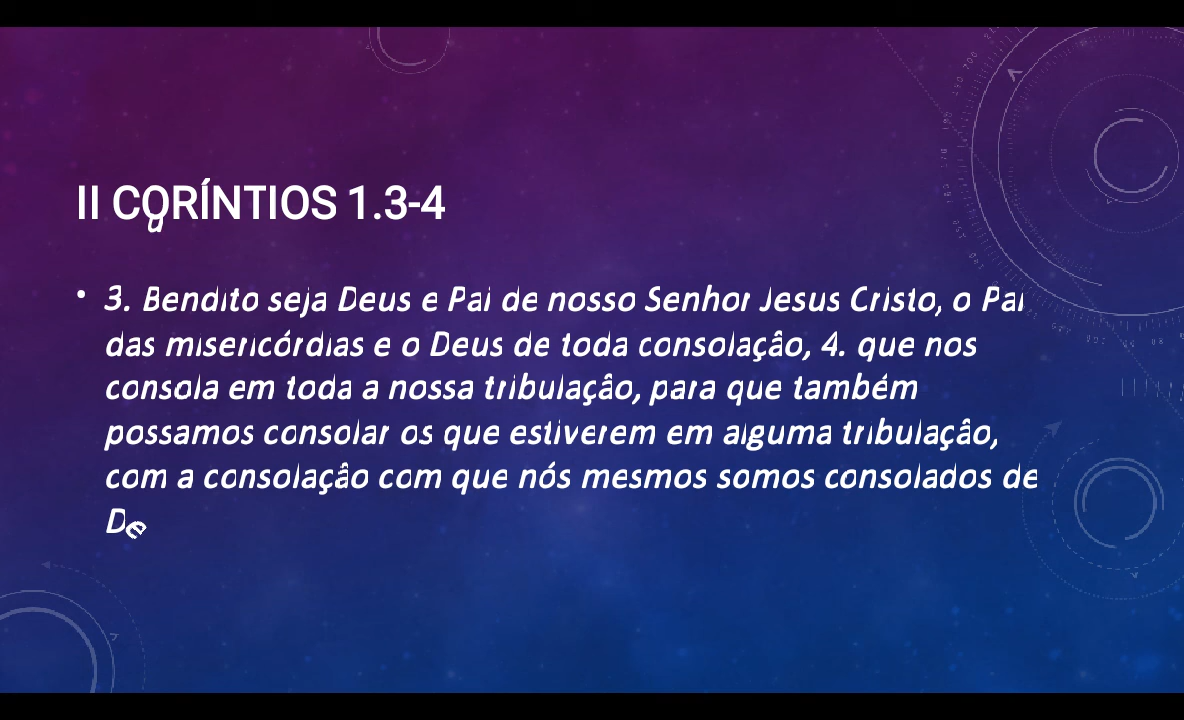 II CORÍNTIOS 1.3-4
• 3. Bendito seja Deus e Pai de nosso Senhor Jesus Cristo, o Pai
das misericórdias e o Deus de toda consolação, 4. que nos
consola em toda a nossa tribulação, para que também
possamos consolar os que estiverem em alguma tribulação,
com a consolação com que nós mesmos somos consolados de
De